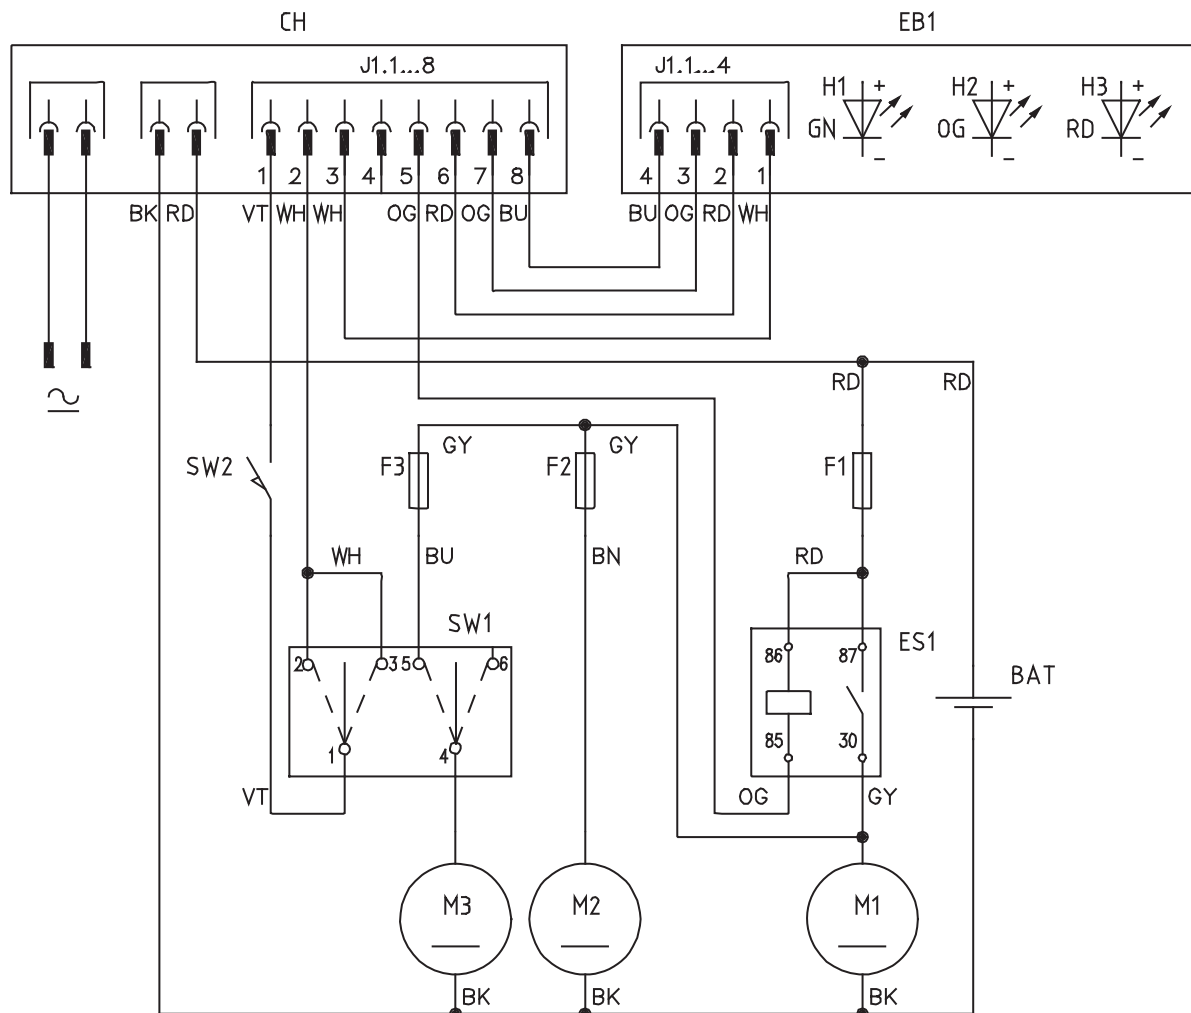 CH EB1
J1.1...8 J1.1...4
H1 + H2 + H3 +
GN OG RD
- - -
1 2 3 4 5 6 7 8 4 3 2 1
BK RD VT WH WH OG RD OG BU BU OG RD WH
RD RD
GY GY
SW2 F3 F2 F1
WH BU BN RD
SW1 ES1
2 3 5 6 86 87
BAT
1 4 85 30
VT OG GY
M3 M2 M1
BK BK BK